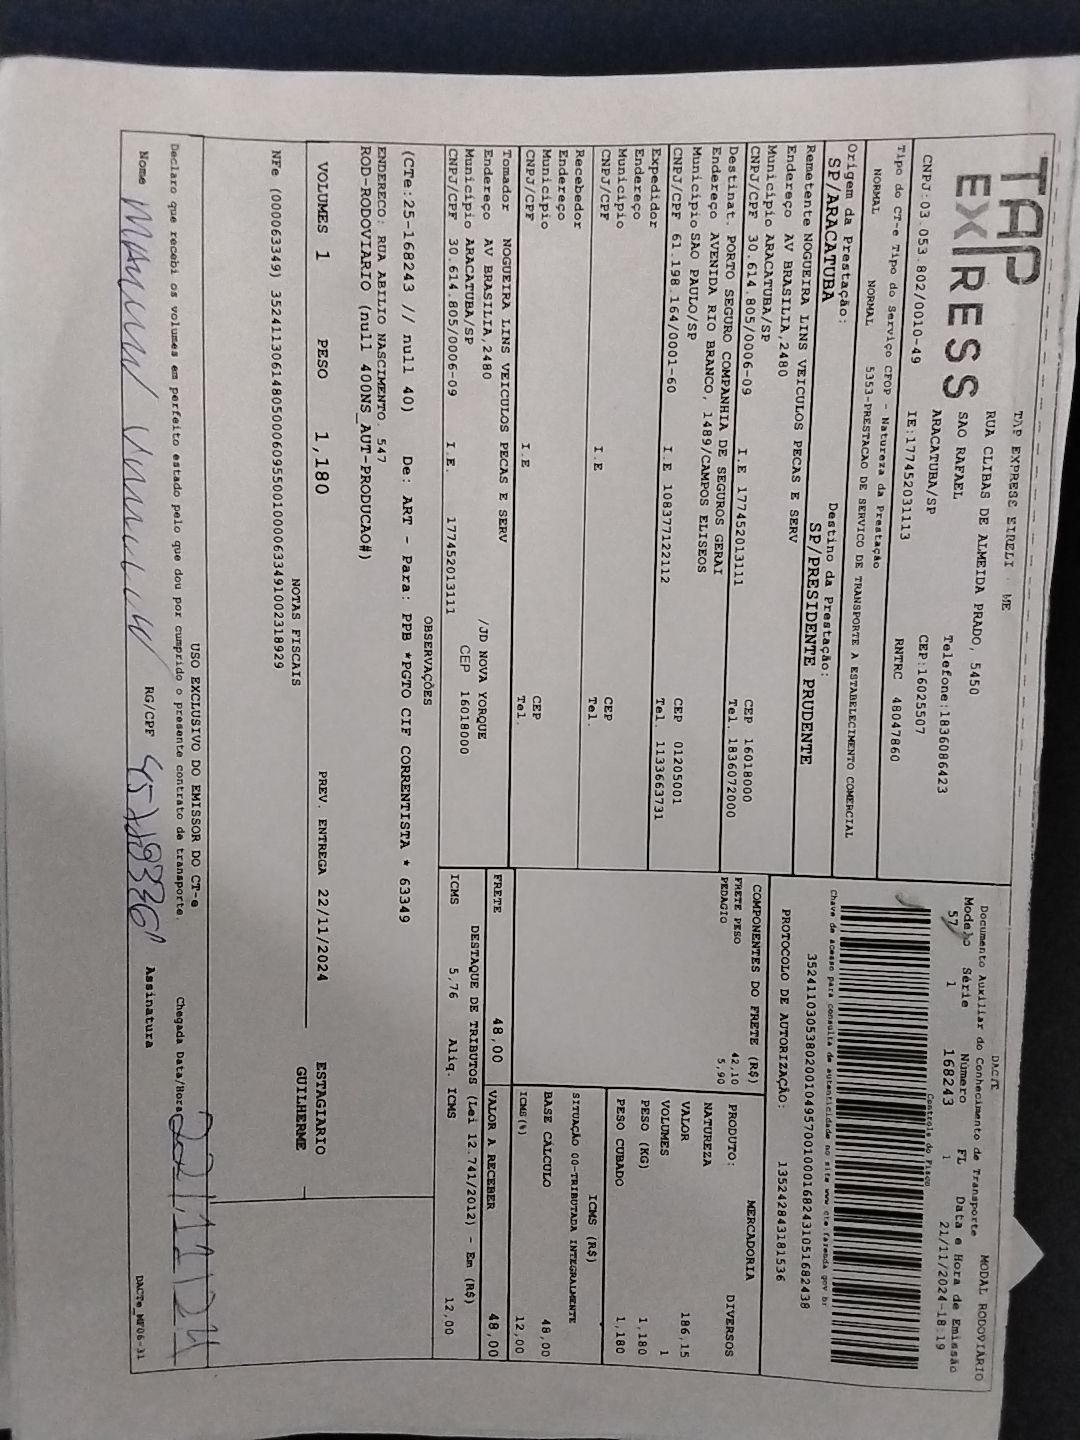 TAP EXPRESS
TAP EXPRESS EIRELI ME
RUA CLIBAS DE ALMEIDA PRADO, 5450
SAO RAFAEL Telefone:1836086423
ARACATUBA/SP CEP:16025507
CNPJ:03.053.802/0010-49 IE:177452031113 RNTRC 48047860
Tipo do CT-e Tipo do Serviço CFOP - Natureza da Prestação
NORMAL NORMAL 5353-PRESTACAO DE SERVICO DE TRANSPORTE A ESTABELECIMENTO COMERCIAL
Origem da Prestação: Destino da Prestação:
SP/ARACATUBA SP/PRESIDENTE PRUDENTE
Remetente NOGUEIRA LINS VEICULOS PECAS E SERV
Endereço AV BRASILIA,2480 CEP 16018000
Município ARACATUBA/SP Tel. 1836072000
CNPJ/CPF 30.614.805/0006-09 I.E 177452013111
Destinat. PORTO SEGURO COMPANHIA DE SEGUROS GERAI
Endereço AVENIDA RIO BRANCO, 1489/CAMPOS ELISEOS
Município SAO PAULO/SP CEP 01205001
CNPJ/CPF 61.198.164/0001-60 I.E 108377122112 Tel. 1133663731
Expedidor
Endereço
Município CEP
CNPJ/CPF I.E Tel.
Recebedor
Endereço
Município CEP
CNPJ/CPF I.E Tel.
Tomador NOGUEIRA LINS VEICULOS PECAS E SERV
Endereço AV BRASILIA,2480 /JD NOVA YORQUE
Município ARACATUBA/SP CEP 16018000
CNPJ/CPF 30.614.805/0006-09 I.E. 177452013111
DACTE MODAL RODOVIÁRIO
Documento Auxiliar do Conhecimento de Transporte
Modelo Série Número FL Data e Hora de Emissão
57 1 168243 1 21/11/2024-18:19
Controle do Fisco
Chave de acesso para consulta de autenticidade no site www.cte.fazenda.gov.br
35241103053802001049570010001682431051682438
PROTOCOLO DE AUTORIZAÇÃO: 135242843181536
COMPONENTES DO FRETE (R$)
FRETE PESO 42,10
PEDAGIO 5,90
MERCADORIA
PRODUTO: DIVERSOS
NATUREZA
VALOR 186,15
VOLUMES 1
PESO (KG) 1,180
PESO CUBADO 1,180
ICMS (R$)
SITUAÇÃO 00-TRIBUTADA INTEGRALMENTE
BASE CÁLCULO 48,00
ICMS(%) 12,00
FRETE 48,00 VALOR A RECEBER 48,00
DESTAQUE DE TRIBUTOS (Lei 12.741/2012) - Em (R$)
ICMS 5,76 Aliq. ICMS 12,00
OBSERVAÇÕES
(CTe:25-168243 // null 40) De: ART - Para: PPB *PGTO CIF CORRENTISTA * 63349
ENDERECO: RUA ABILIO NASCIMENTO. 547
ROD-RODOVIARIO (null 400NS_AUT-PRODUCAO#)
VOLUMES 1 PESO 1,180 PREV. ENTREGA 22/11/2024 ESTAGIARIO
GUILHERME
NOTAS FISCAIS
NFe (000063349) 35241130614805000609550010000633491002318929
USO EXCLUSIVO DO EMISSOR DO CT-e
Declaro que recebi os volumes em perfeito estado pelo que dou por cumprido o presente contrato de transporte. Chegada Data/Hora
Nome RG/CPF Assinatura
DACTe_MF06-31